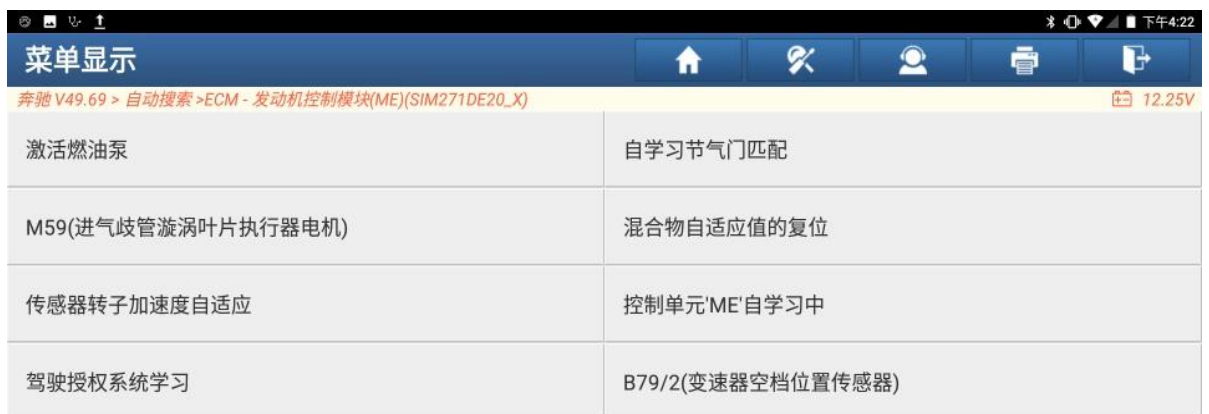 下午4:22
菜单显示
奔驰 V49.69 > 自动搜索 >ECM - 发动机控制模块(ME)(SIM271DE20_X)
12.25V
激活燃油泵
自学习节气门匹配
M59(进气歧管漩涡叶片执行器电机)
混合物自适应值的复位
传感器转子加速度自适应
控制单元'ME'自学习中
驾驶授权系统学习
B79/2(变速器空档位置传感器)